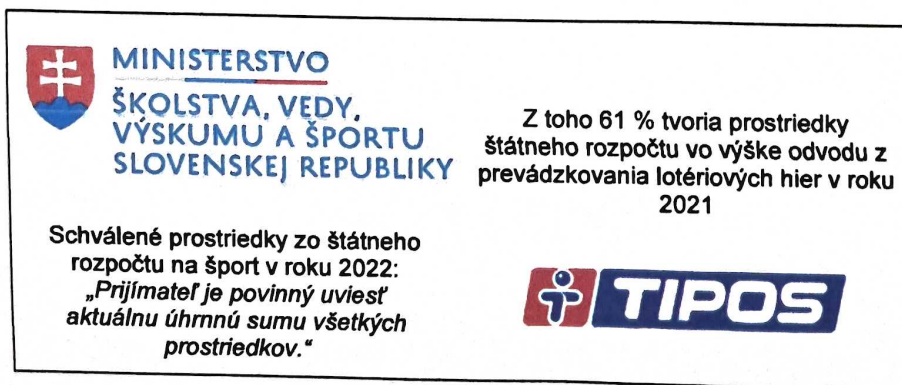 MINISTERSTVO
ŠKOLSTVA, VEDY,
VÝSKUMU A ŠPORTU
SLOVENSKEJ REPUBLIKY
Schválené prostriedky zo štátneho
rozpočtu na šport v roku 2022:
„Prijímateľ je povinný uviesť
aktuálnu úhrnnú sumu všetkých
prostriedkov.“
Z toho 61 % tvoria prostriedky
štátneho rozpočtu vo výške odvodu z
prevádzkovania lotériových hier v roku
2021
TIPOS